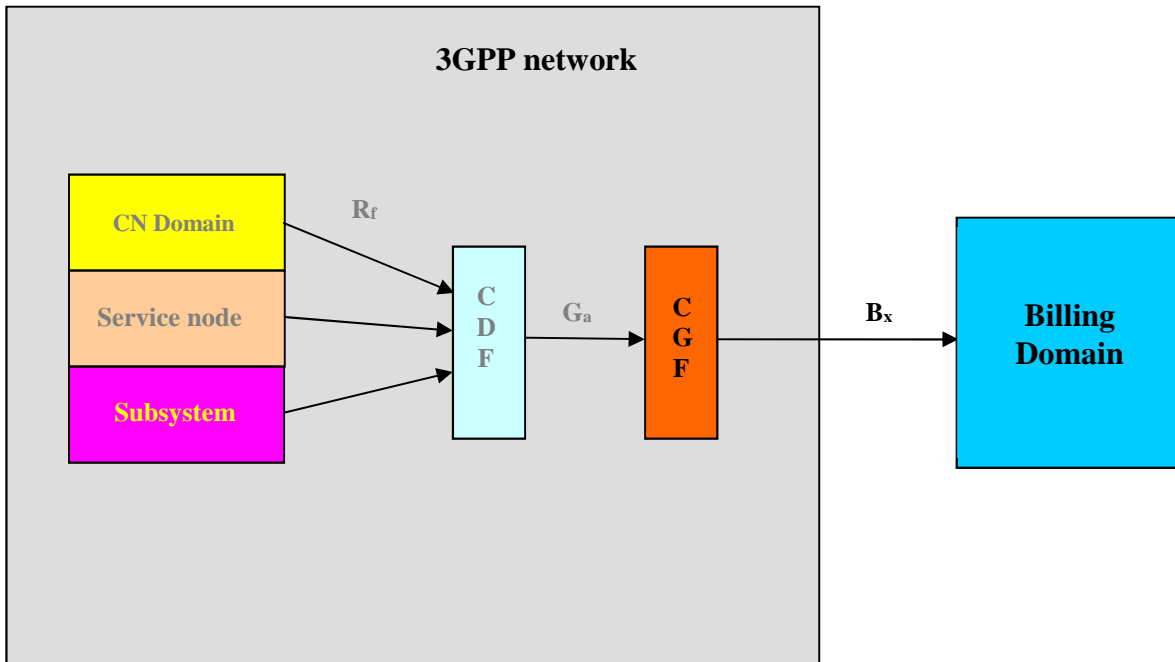 3GPP network
CN Domain
Rf
Service node
Subsystem
C
D
F
Ga
C
G
F
Bx
Billing
Domain